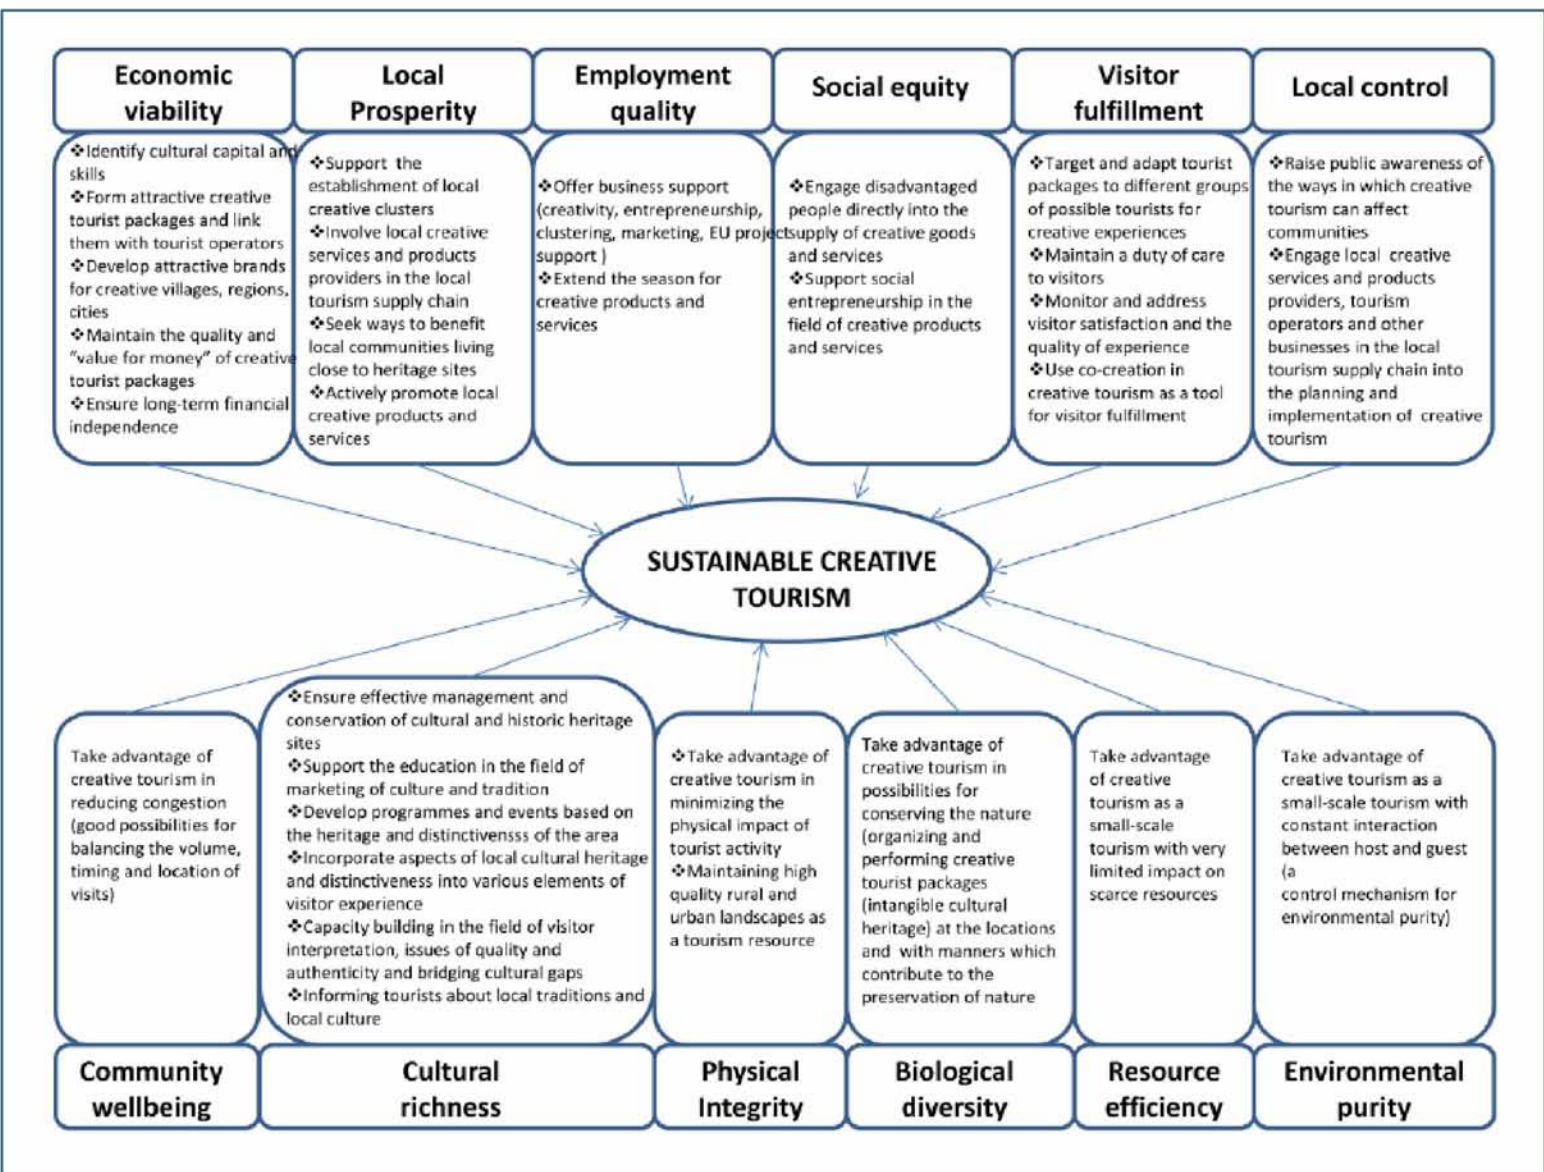 Economic
viability
Local
Prosperity
Employment
quality
Social equity
Visitor
fulfillment
Local control
❖Identify cultural capital and
skills
❖Form attractive creative
tourist packages and link
them with tourist operators
❖Develop attractive brands
for creative villages, regions,
cities
❖Maintain the quality and
"value for money" of creative
tourist packages
❖Ensure long-term financial
independence
❖Support the
establishment of local
creative clusters
❖Involve local creative
services and products
providers in the local
tourism supply chain
❖Seek ways to benefit
local communities living
close to heritage sites
❖Actively promote local
creative products and
services
❖Offer business support
(creativity, entrepreneurship,
clustering, marketing, EU project
support )
❖Extend the season for
creative products and
services
❖Engage disadvantaged
people directly into the
supply of creative goods
and services
❖Support social
entrepreneurship in the
field of creative products
and services
❖Target and adapt tourist
packages to different groups
of possible tourists for
creative experiences
❖Maintain a duty of care
to visitors
❖Monitor and address
visitor satisfaction and the
quality of experience
❖Use co-creation in
creative tourism as a tool
for visitor fulfillment
❖Raise public awareness of
the ways in which creative
tourism can affect
communities
❖Engage local creative
services and products
providers, tourism
operators and other
businesses in the local
tourism supply chain into
the planning and
implementation of creative
tourism
SUSTAINABLE CREATIVE
TOURISM
Take advantage of
creative tourism in
reducing congestion
(good possibilities for
balancing the volume,
timing and location of
visits)
❖Ensure effective management and
conservation of cultural and historic heritage
sites
❖Support the education in the field of
marketing of culture and tradition
❖Develop programmes and events based on
the heritage and distinctivensss of the area
❖Incorporate aspects of local cultural heritage
and distinctiveness into various elements of
visitor experience
❖Capacity building in the field of visitor
interpretation, issues of quality and
authenticity and bridging cultural gaps
❖Informing tourists about local traditions and
local culture
❖Take advantage of
creative tourism in
minimizing the
physical impact of
tourist activity
❖Maintaining high
quality rural and
urban landscapes as
a tourism resource
Take advantage of
creative tourism in
possibilities for
conserving the nature
(organizing and
performing creative
tourist packages
(intangible cultural
heritage) at the locations
and with manners which
contribute to the
preservation of nature
Take advantage
of creative
tourism as a
small-scale
tourism with very
limited impact on
scarce resources
Take advantage of
creative tourism as a
small-scale tourism with
constant interaction
between host and guest
(a
control mechanism for
environmental purity)
Community
wellbeing
Cultural
richness
Physical
Integrity
Biological
diversity
Resource
efficiency
Environmental
purity